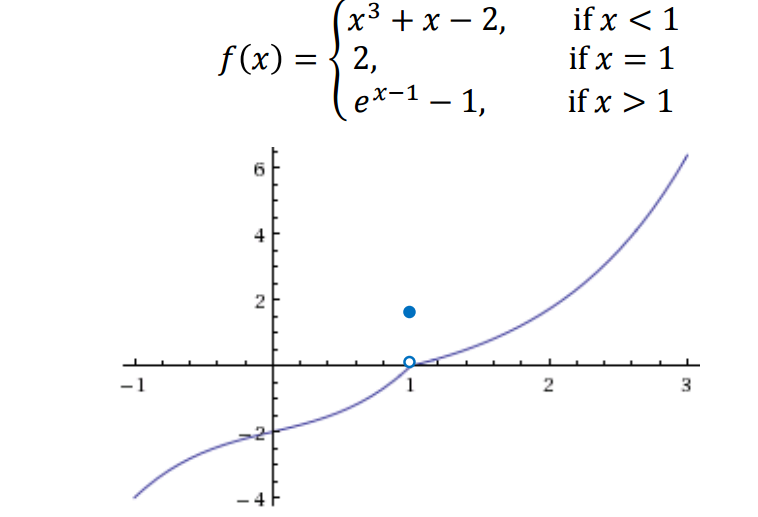 f(x) = { x³ + x − 2, if x < 1
2, if x = 1
eˣ⁻¹ − 1, if x > 1
6
4
2
−1 1 2 3
−2
−4